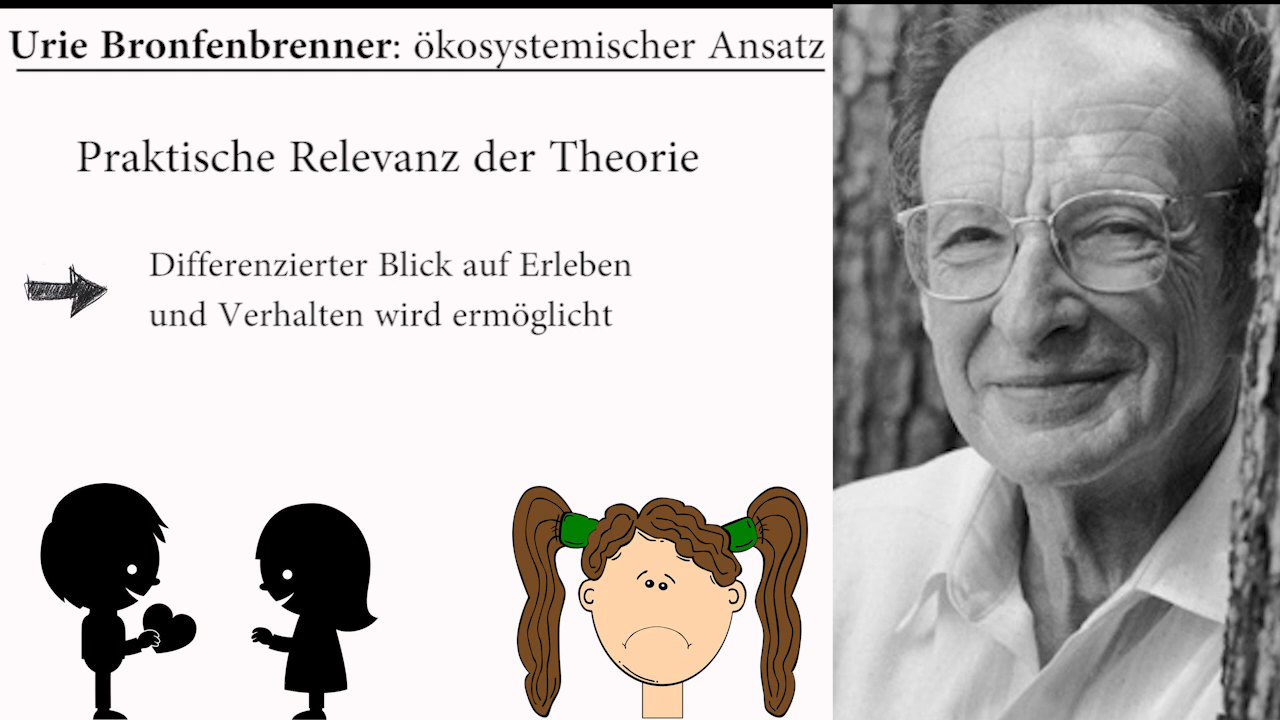 Urie Bronfenbrenner: ökosystemischer Ansatz
Praktische Relevanz der Theorie
Differenzierter Blick auf Erleben
und Verhalten wird ermöglicht